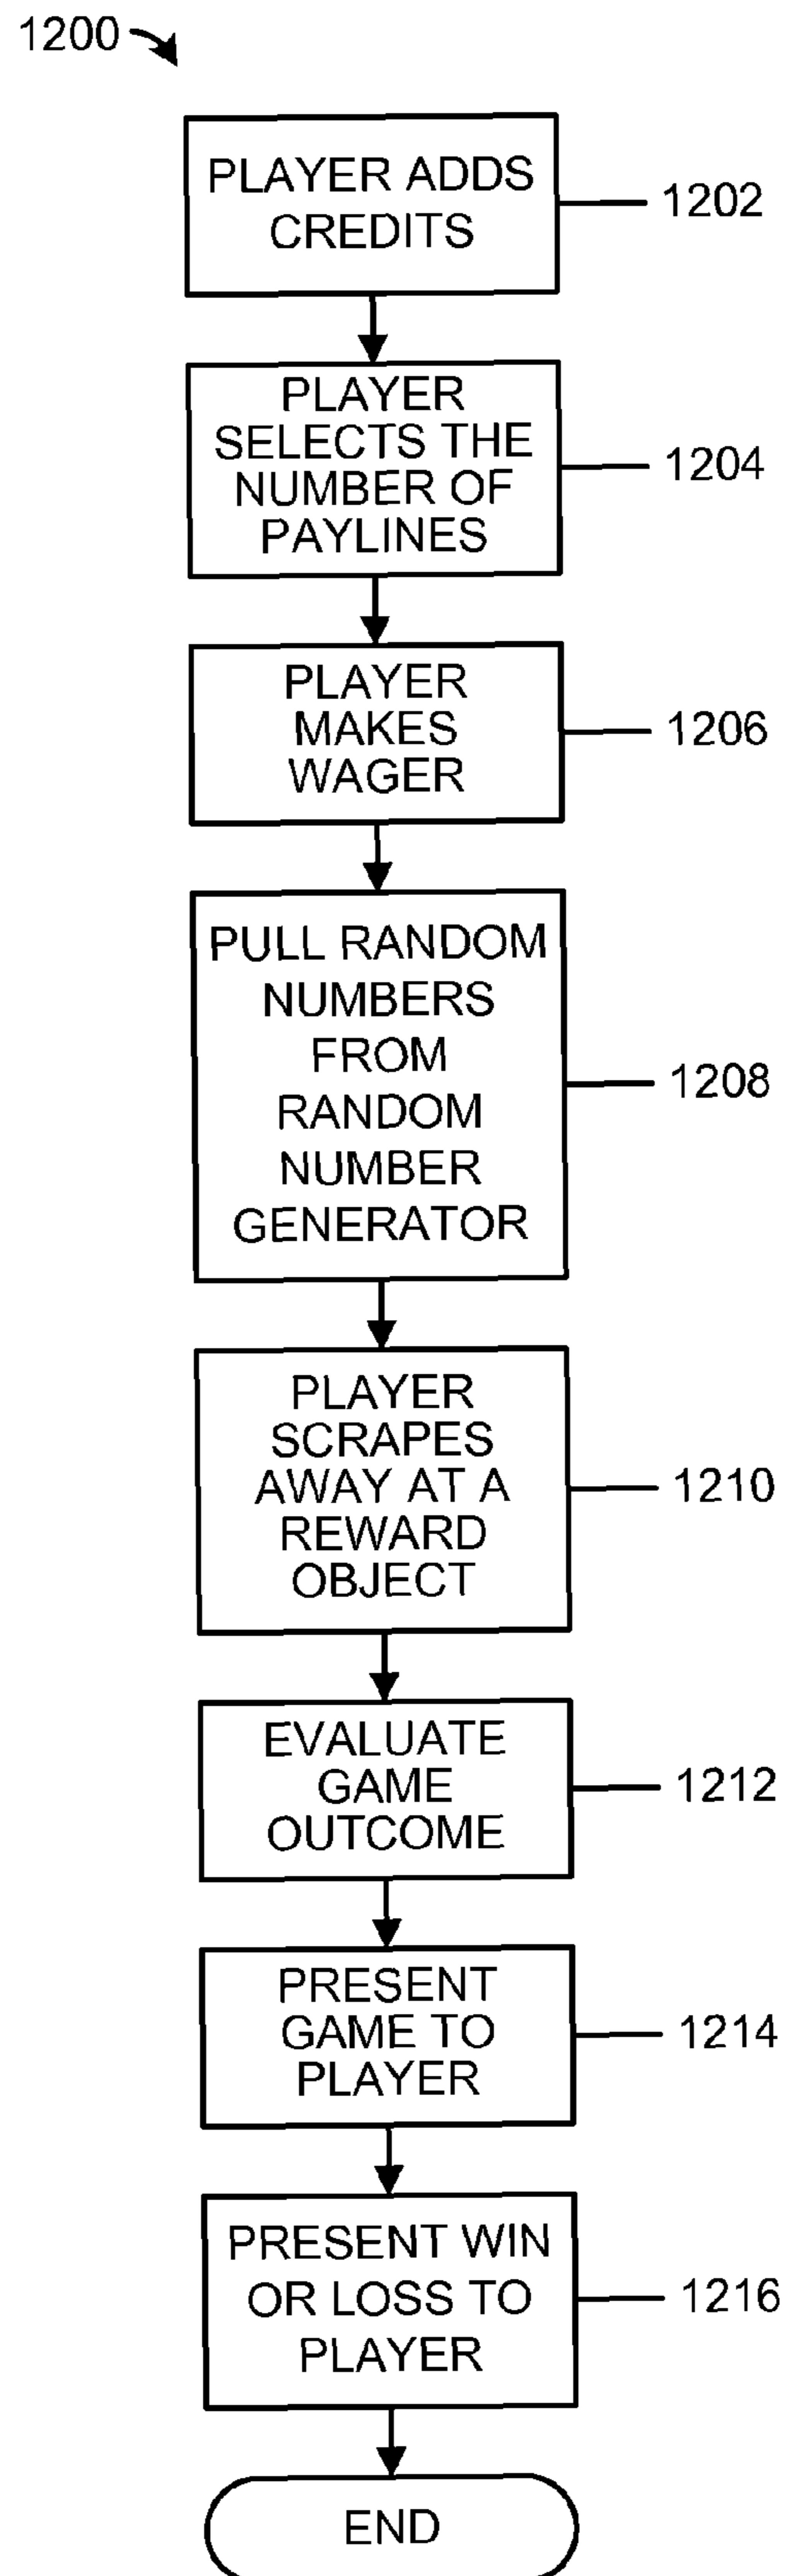 1200
PLAYER ADDS
CREDITS
1202
PLAYER
SELECTS THE
NUMBER OF
PAYLINES
1204
PLAYER
MAKES
WAGER
1206
PULL RANDOM
NUMBERS
FROM
RANDOM
NUMBER
GENERATOR
1208
PLAYER
SCRAPES
AWAY AT A
REWARD
OBJECT
1210
EVALUATE
GAME
OUTCOME
1212
PRESENT
GAME TO
PLAYER
1214
PRESENT WIN
OR LOSS TO
PLAYER
1216
END